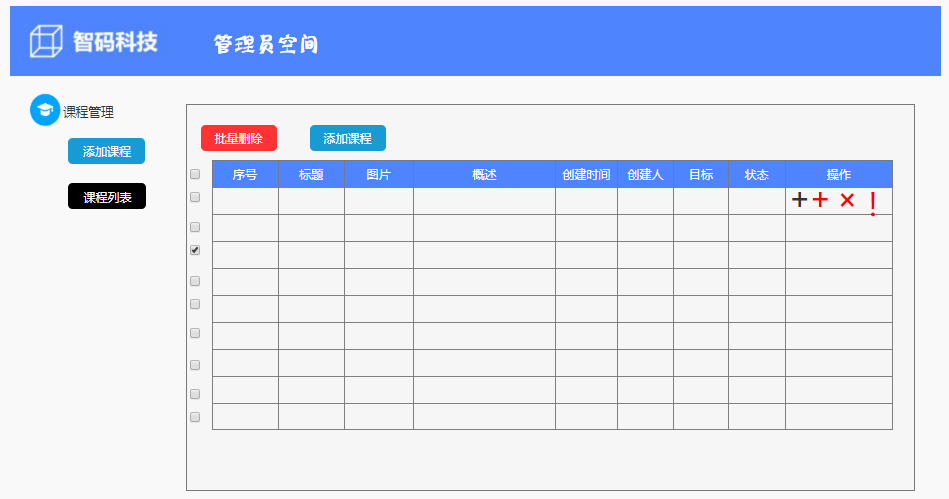 智码科技 管理员空间
课程管理
添加课程
课程列表
批量删除 添加课程
序号 标题 图片 概述 创建时间 创建人 目标 状态 操作
+ + × !